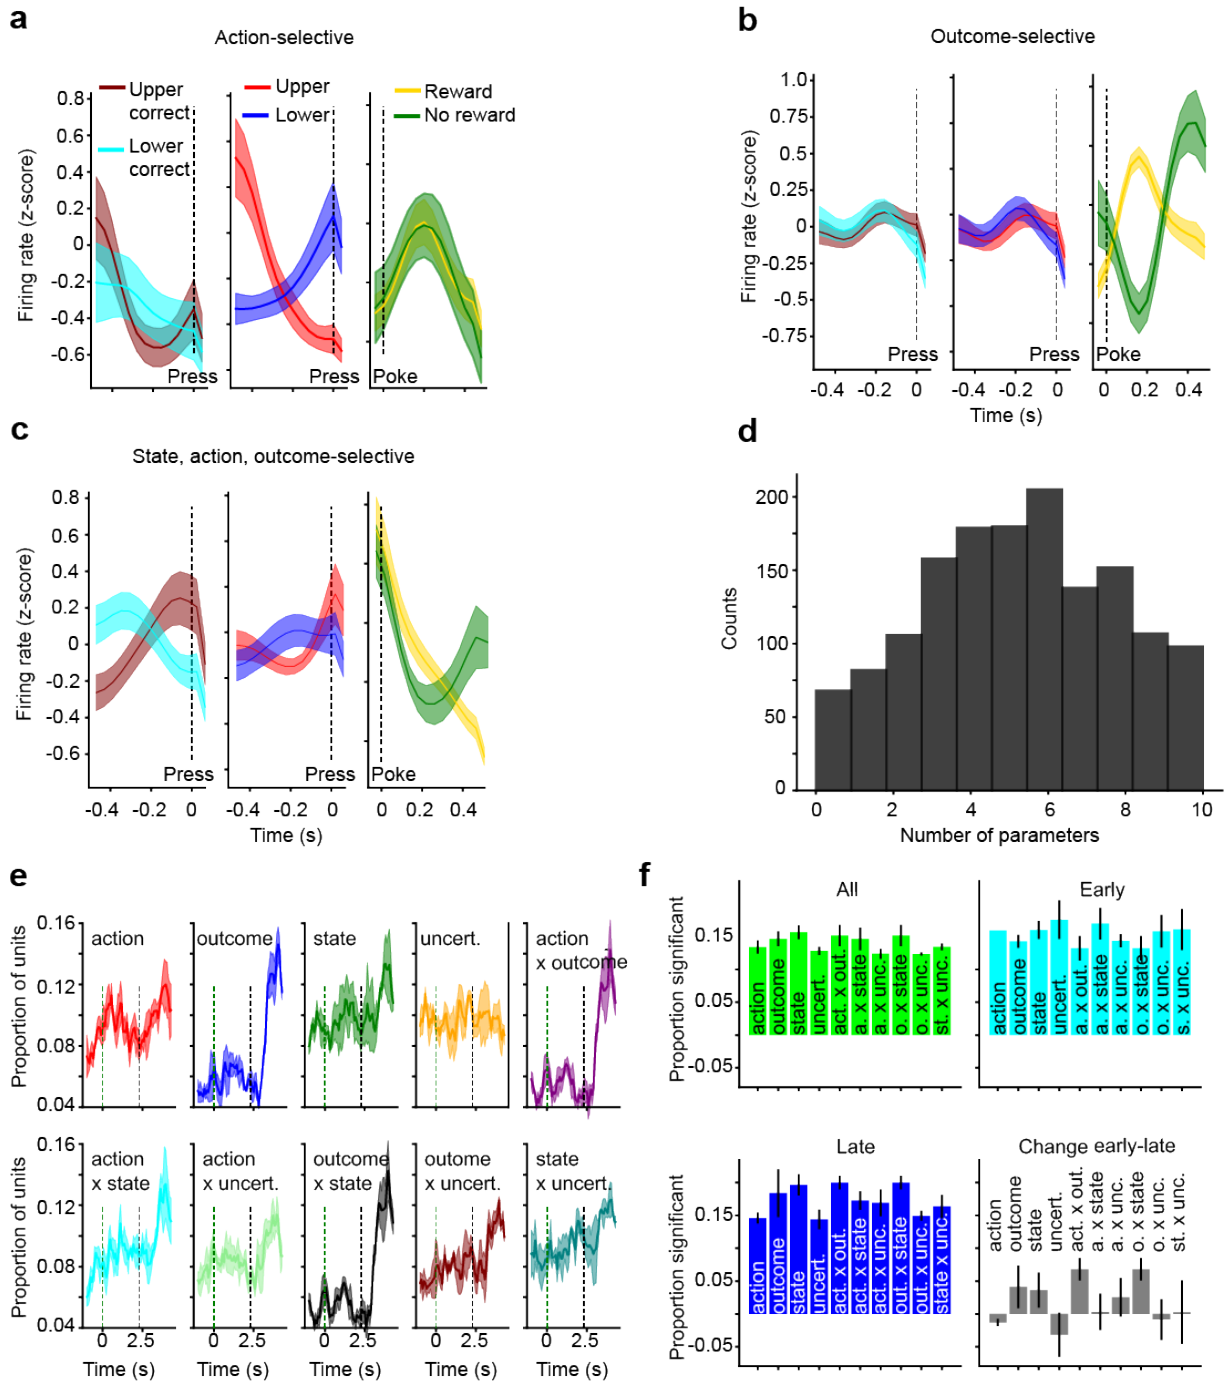 a
Action-selective
Upper
correct
Lower
correct
Upper
Lower
Reward
No reward
Firing rate (z-score)
0.8
0.6
0.4
0.2
0
-0.2
-0.4
-0.6
Press
Press
Poke
b
Outcome-selective
Firing rate (z-score)
1.0
0.75
0.5
0.25
0
-0.25
-0.5
-0.75
Press
Press
Poke
-0.4 -0.2 0
-0.4 -0.2 0
0 0.2 0.4
Time (s)
c
State, action, outcome-selective
Firing rate (z-score)
0.8
0.6
0.4
0.2
0
-0.2
-0.4
-0.6
Press
Press
Poke
-0.4 -0.2 0
-0.4 -0.2 0
0 0.2 0.4
Time (s)
d
Counts
200
150
100
50
0
0 2 4 6 8 10
Number of parameters
e
Proportion of units
0.16
0.12
0.08
0.04
action
outcome
state
uncert.
action
x outcome
Proportion of units
0.16
0.12
0.08
0.04
action
x state
action
x uncert.
outcome
x state
outome
x uncert.
state
x uncert.
0 2.5
0 2.5
0 2.5
0 2.5
0 2.5
Time (s)
Time (s)
Time (s)
Time (s)
Time (s)
f
All
Proportion significant
0.15
0.05
-0.05
action
outcome
state
uncert.
act. x out.
a. x state
a. x unc.
o. x state
o. x unc.
st. x unc.
Early
action
outcome
state
uncert.
a. x out.
a. x state
a. x unc.
o. x state
o. x unc.
s. x unc.
Late
Proportion significant
0.15
0.05
-0.05
action
outcome
state
uncert.
act. x out.
act. x state
act. x unc.
out. x state
out. x unc.
state x unc.
Change early-late
action
outcome
state
uncert.
act. x out.
a. x state
a. x unc.
o. x state
o. x unc.
st. x unc.